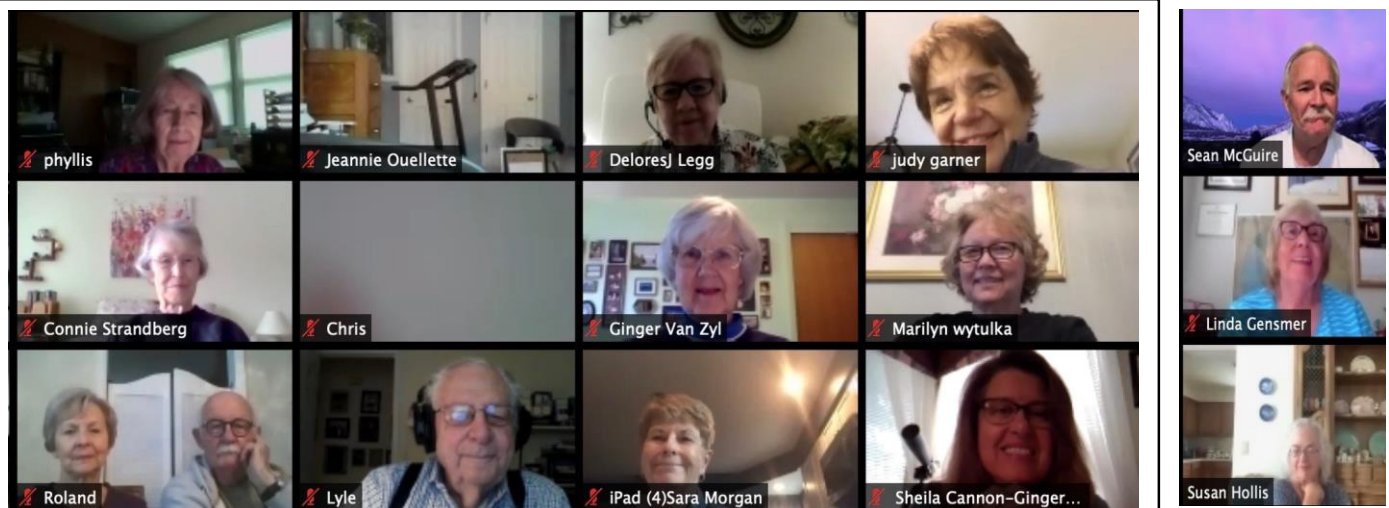 phyllis
Jeannie Ouellette
DeloresJ Legg
judy garner
Connie Strandberg
Chris
Ginger Van Zyl
Marilyn wytulka
Roland
Lyle
iPad (4)Sara Morgan
Sheila Cannon-Ginger...
Sean McGuire
Linda Gensmer
Susan Hollis